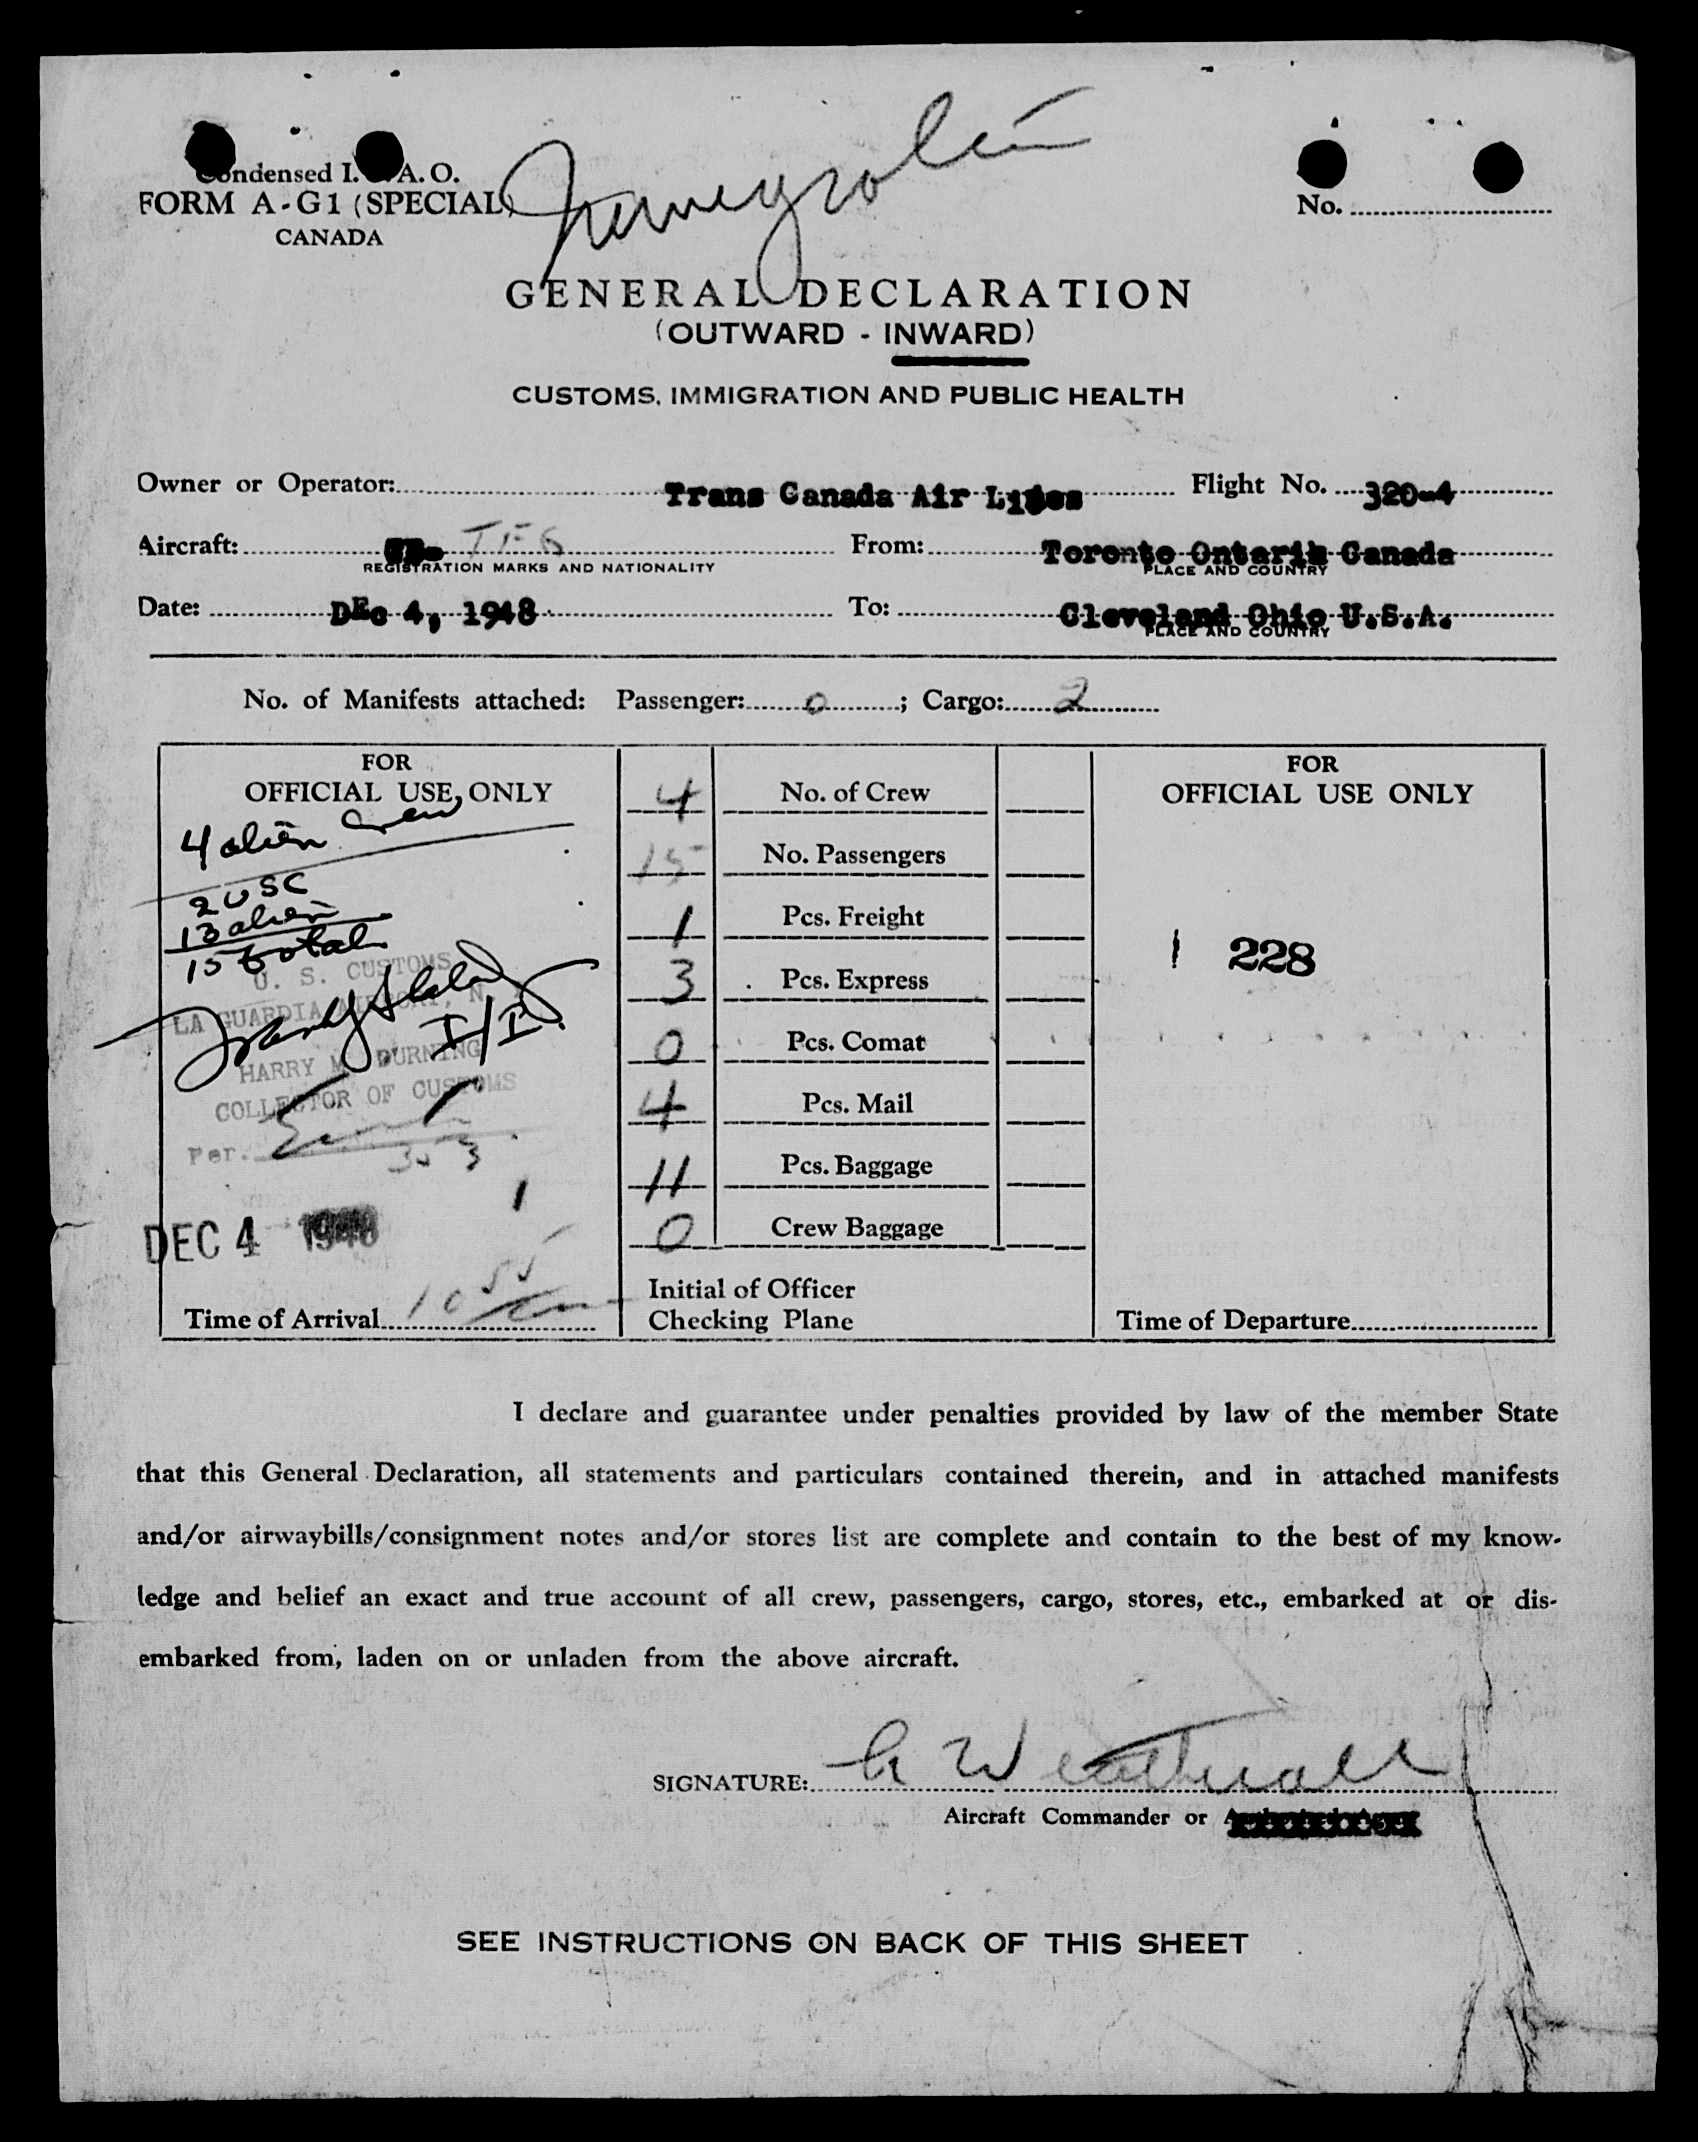 Immigration
Condensed I. A. O.
FORM A-G1 (SPECIAL)
CANADA
No.
GENERAL DECLARATION
(OUTWARD - INWARD)
CUSTOMS, IMMIGRATION AND PUBLIC HEALTH
Owner or Operator: Trans Canada Air Lines Flight No. 320-4
Aircraft: CF- TFG From: Toronto Ontario Canada
REGISTRATION MARKS AND NATIONALITY PLACE AND COUNTRY
Date: DEc 4, 1948 To: Cleveland Ohio U.S.A.
PLACE AND COUNTRY
No. of Manifests attached: Passenger: 0 ; Cargo: 2
FOR
OFFICIAL USE ONLY
4 alien crew
2 USC
13 alien
15 total
U. S. CUSTOMS
LA GUARDIA AIRPORT, N.
I/I
HARRY M. DURNING
COLLECTOR OF CUSTOMS
Per.
303
1
DEC 4 1948
Time of Arrival 1055
4 No. of Crew
15 No. Passengers
1 Pcs. Freight
3 Pcs. Express
0 Pcs. Comat
4 Pcs. Mail
11 Pcs. Baggage
0 Crew Baggage
Initial of Officer
Checking Plane
FOR
OFFICIAL USE ONLY
1 228
Time of Departure
I declare and guarantee under penalties provided by law of the member State
that this General Declaration, all statements and particulars contained therein, and in attached manifests
and/or airwaybills/consignment notes and/or stores list are complete and contain to the best of my know-
ledge and belief an exact and true account of all crew, passengers, cargo, stores, etc., embarked at or dis-
embarked from, laden on or unladen from the above aircraft.
SIGNATURE:
Aircraft Commander or
SEE INSTRUCTIONS ON BACK OF THIS SHEET